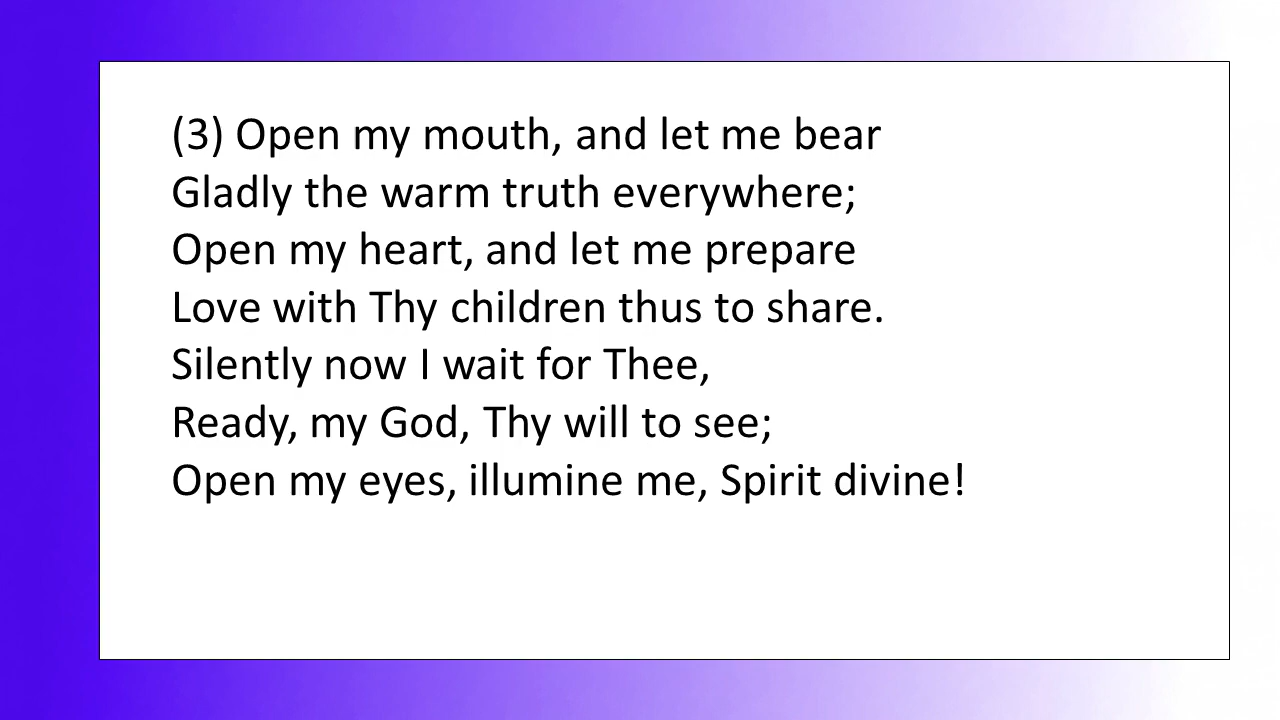 (3) Open my mouth, and let me bear
Gladly the warm truth everywhere;
Open my heart, and let me prepare
Love with Thy children thus to share.
Silently now I wait for Thee,
Ready, my God, Thy will to see;
Open my eyes, illumine me, Spirit divine!